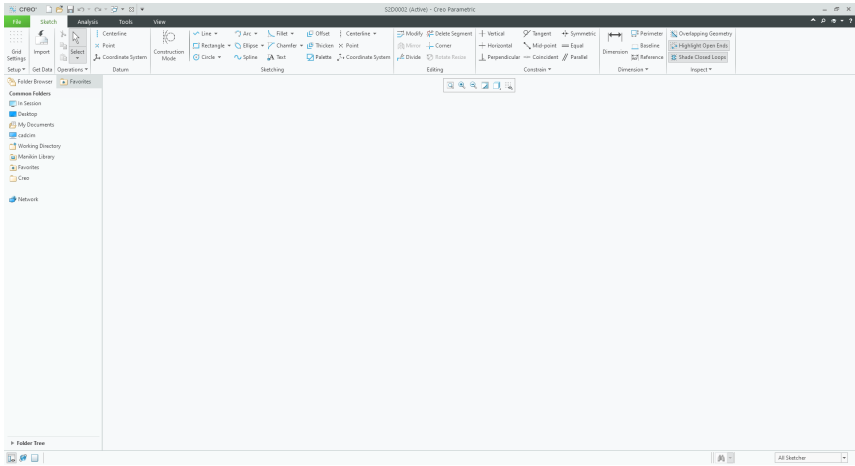 creo° S2D0002 (Active) - Creo Parametric
File Sketch Analysis Tools View
Centerline Line Arc Fillet Offset Centerline Modify Delete Segment Vertical Tangent Symmetric Perimeter Overlapping Geometry
Grid Settings Import Select Point Construction Mode Rectangle Ellipse Chamfer Thicken Point Mirror Corner Horizontal Mid-point Equal Dimension Baseline Highlight Open Ends
Coordinate System Circle Spline Text Palette Coordinate System Divide Rotate Resize Perpendicular Coincident Parallel Reference Shade Closed Loops
Setup Get Data Operations Datum Sketching Editing Constrain Dimension Inspect
Folder Browser Favorites
Common Folders
In Session
Desktop
My Documents
cadcim
Working Directory
Manikin Library
Favorites
Creo
Network
Folder Tree
All Sketcher